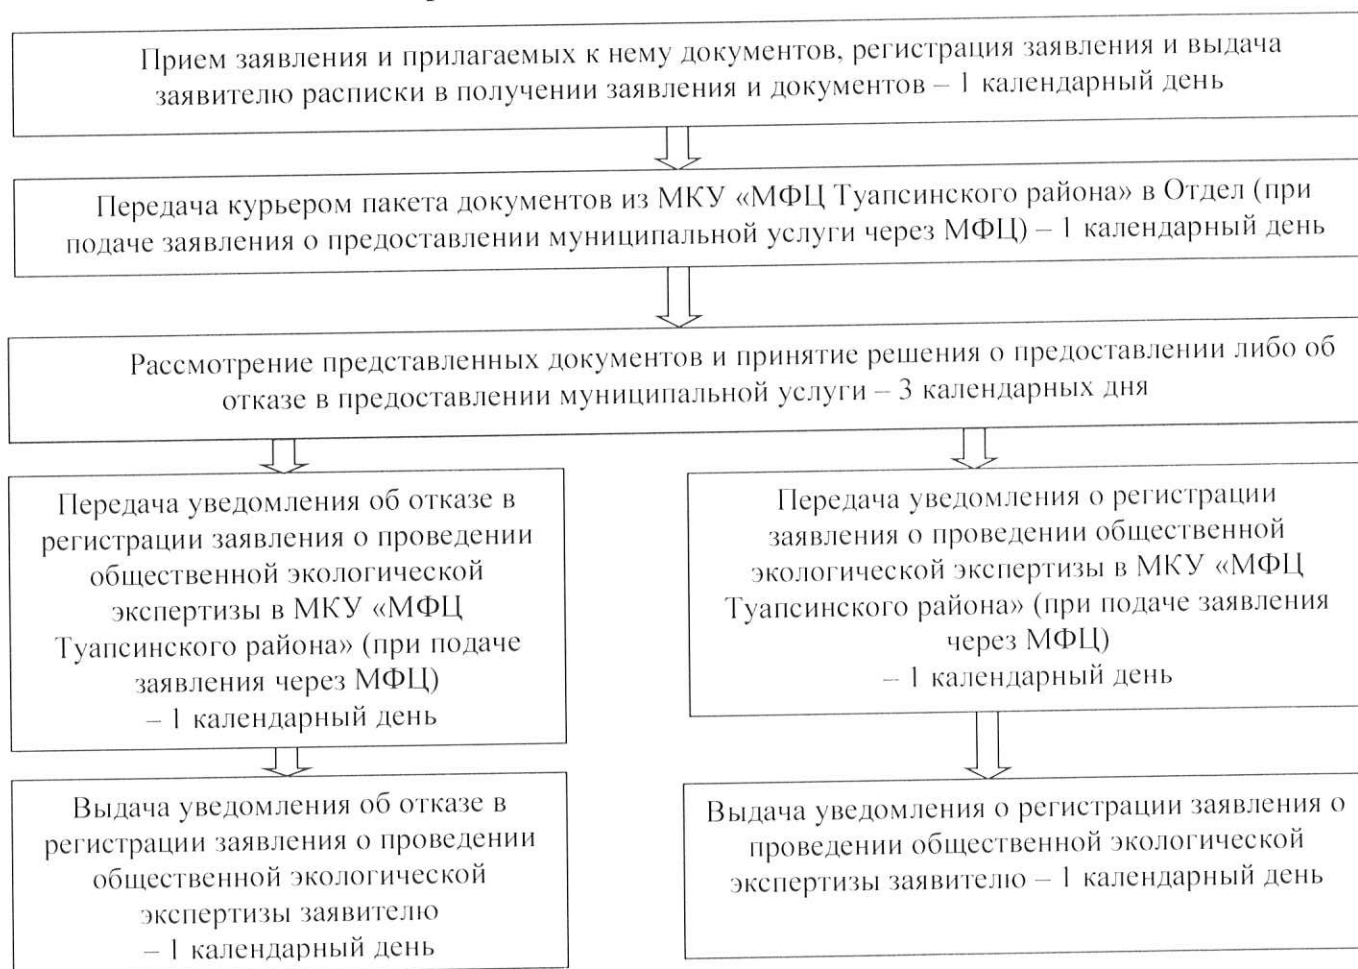 Прием заявления и прилагаемых к нему документов, регистрация заявления и выдача
заявителю расписки в получении заявления и документов – 1 календарный день
Передача курьером пакета документов из МКУ «МФЦ Туапсинского района» в Отдел (при
подаче заявления о предоставлении муниципальной услуги через МФЦ) – 1 календарный день
Рассмотрение представленных документов и принятие решения о предоставлении либо об
отказе в предоставлении муниципальной услуги – 3 календарных дня
Передача уведомления об отказе в
регистрации заявления о проведении
общественной экологической
экспертизы в МКУ «МФЦ
Туапсинского района» (при подаче
заявления через МФЦ)
– 1 календарный день
Передача уведомления о регистрации
заявления о проведении общественной
экологической экспертизы в МКУ «МФЦ
Туапсинского района» (при подаче заявления
через МФЦ)
– 1 календарный день
Выдача уведомления об отказе в
регистрации заявления о проведении
общественной экологической
экспертизы заявителю
– 1 календарный день
Выдача уведомления о регистрации заявления о
проведении общественной экологической
экспертизы заявителю – 1 календарный день